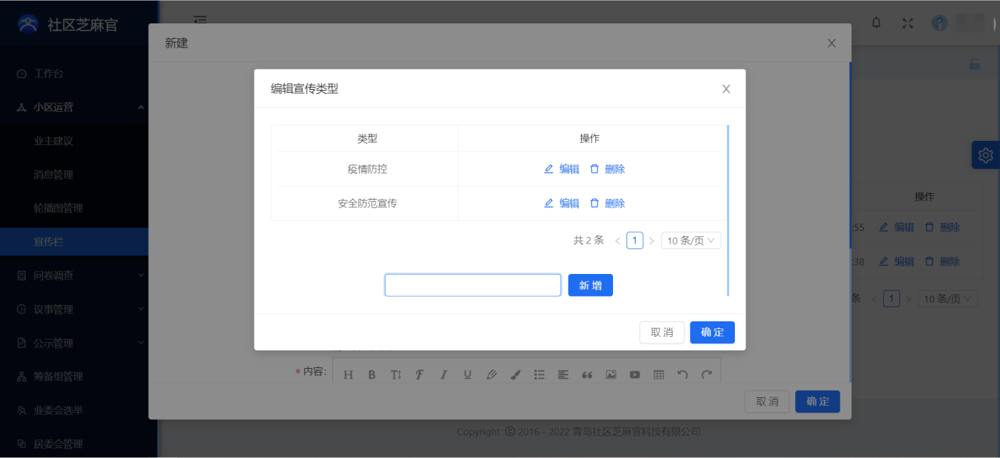 社区芝麻官
新建
工作台
编辑宣传类型
小区运营
类型 操作
业主建议
疫情防控 编辑 删除
消息管理
操作
安全防范宣传 编辑 删除
轮播图管理
:55 编辑 删除
宣传栏
共 2 条 < 1 > 10 条/页
:38 编辑 删除
问卷调查
新 增
条 < 1 > 10 条/页
议事管理
取 消 确 定
公示管理
* 内容:
筹备组管理
取 消 确 定
业委会选举
Copyright © 2016 - 2022 青岛社区芝麻官科技有限公司
居委会管理